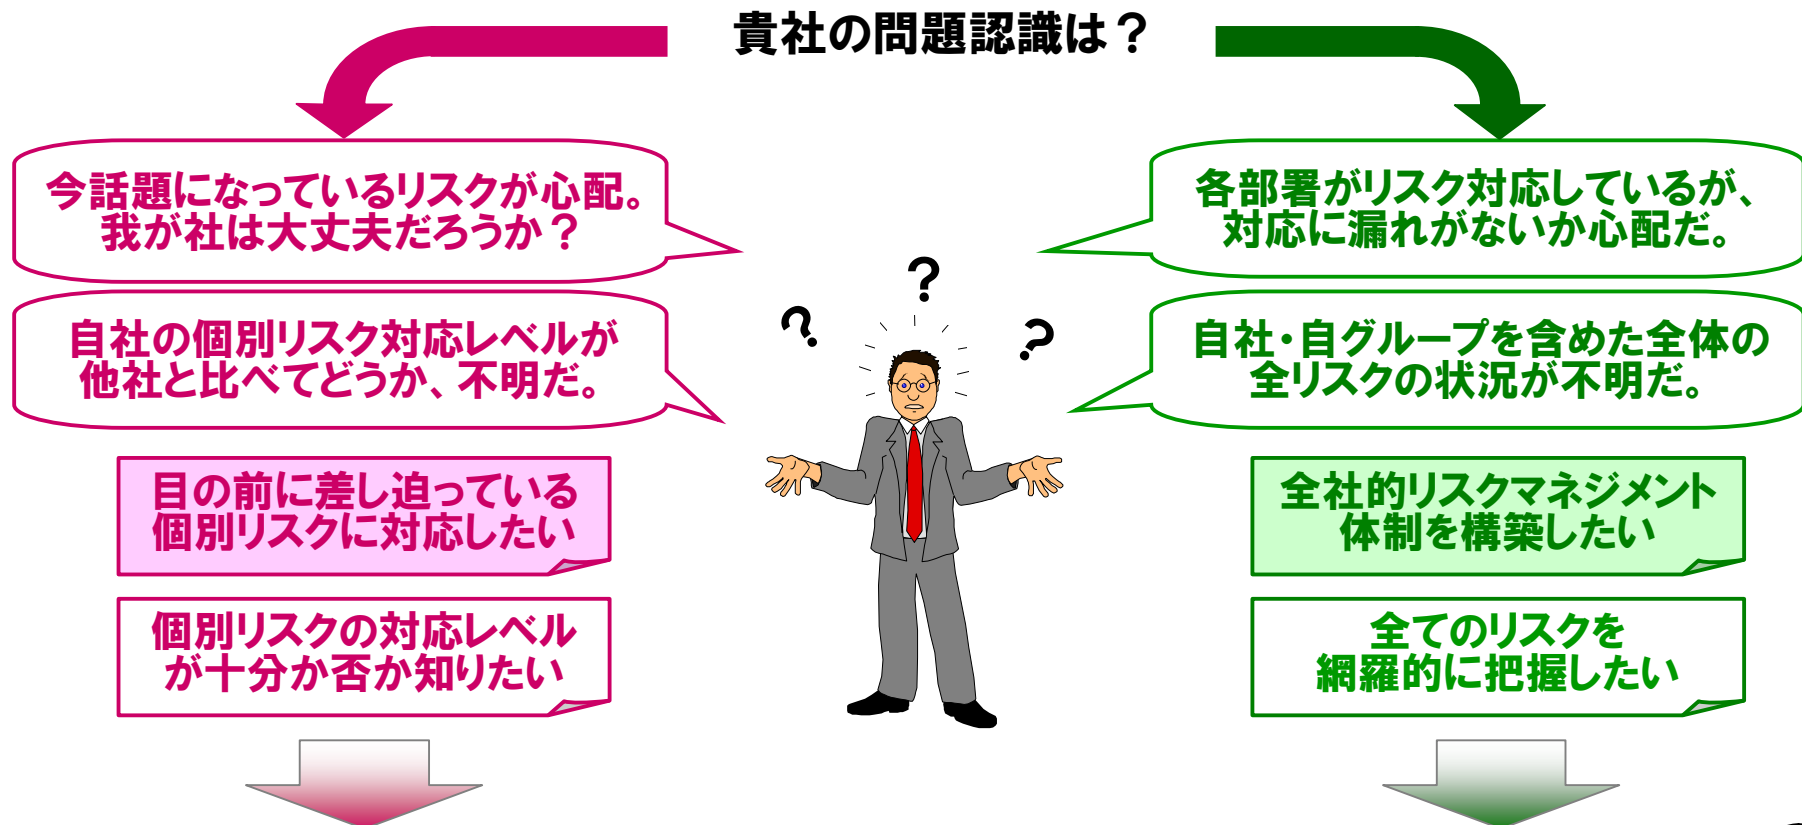 貴社の問題認識は？
今話題になっているリスクが心配。
我が社は大丈夫だろうか？
自社の個別リスク対応レベルが
他社と比べてどうか、不明だ。
目の前に差し迫っている
個別リスクに対応したい
個別リスクの対応レベル
が十分か否か知りたい
?
?
?
各部署がリスク対応しているが、
対応に漏れがないか心配だ。
自社・自グループを含めた全体の
全リスクの状況が不明だ。
全社的リスクマネジメント
体制を構築したい
全てのリスクを
網羅的に把握したい